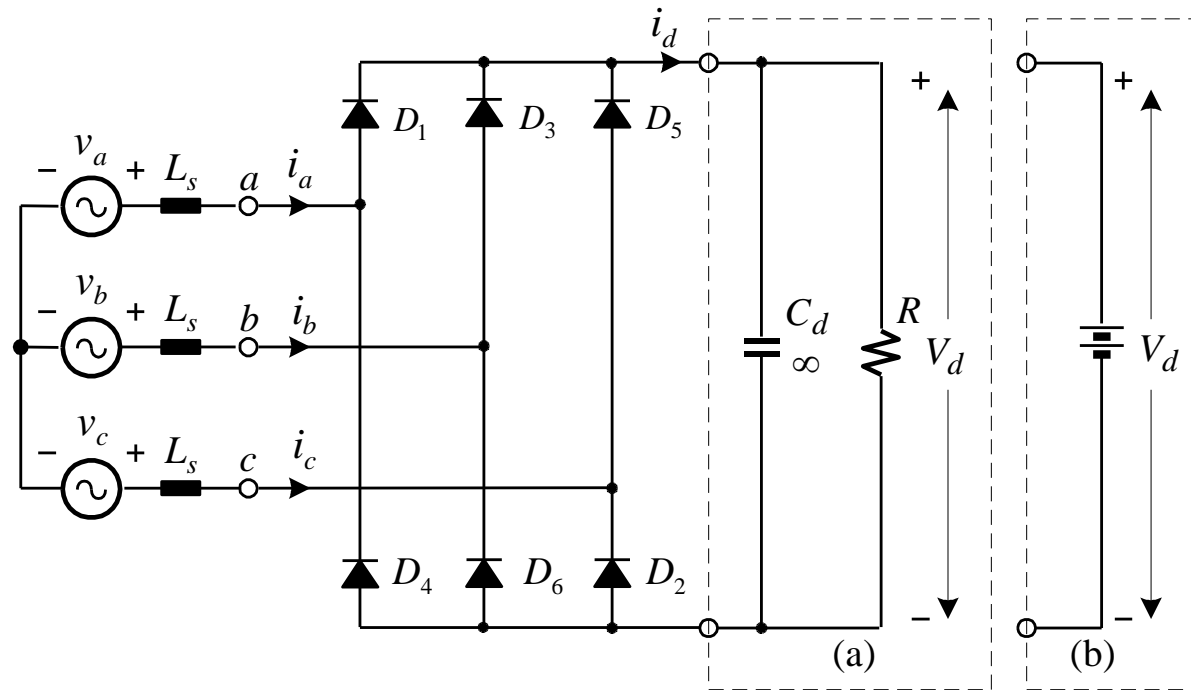 i_d
D_1 D_3 D_5
+ +
v_a
− + L_s a i_a
v_b
− + L_s b i_b
C_d R
∞ V_d V_d
v_c
− + L_s c i_c
D_4 D_6 D_2
− −
(a) (b)